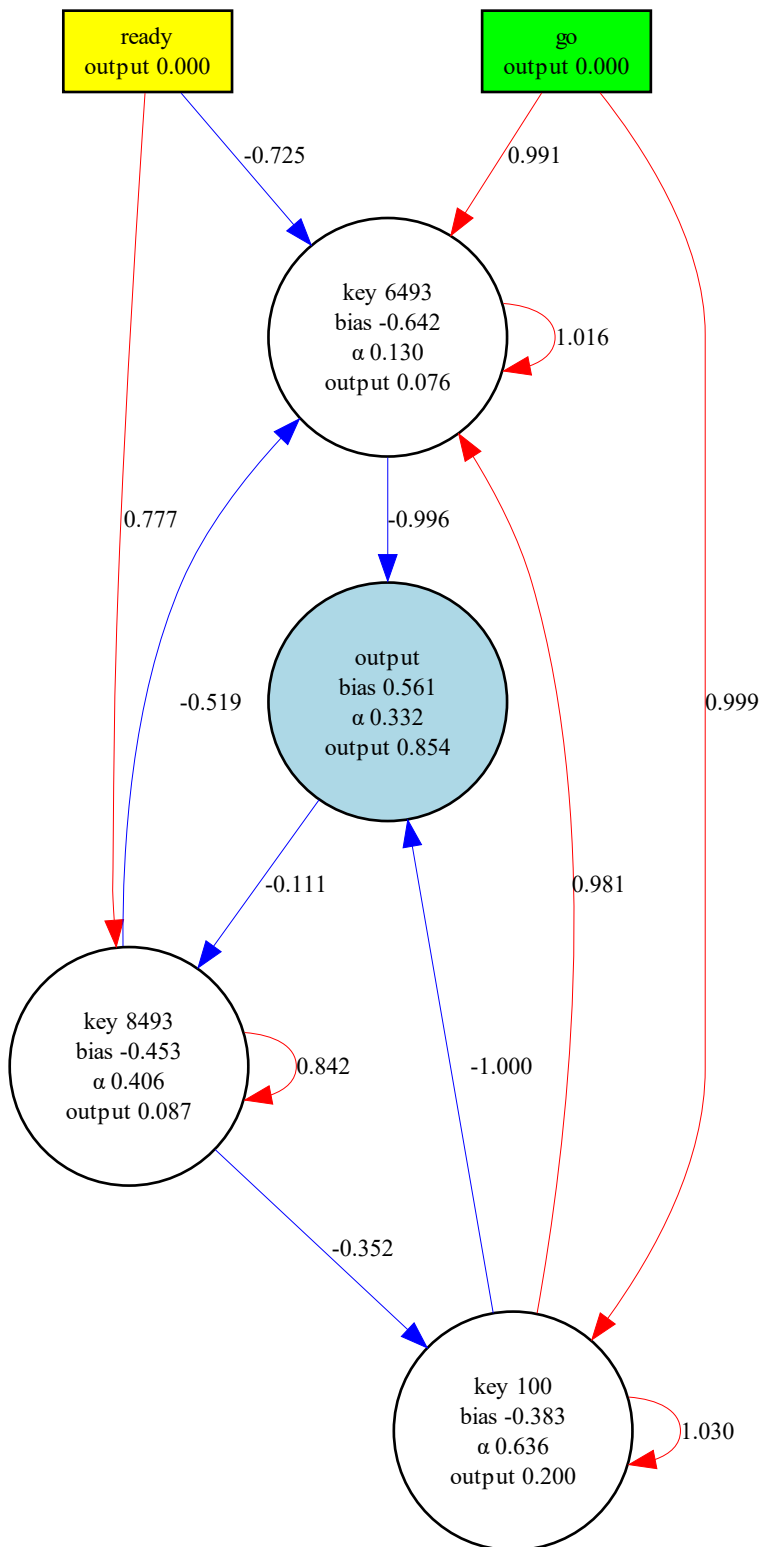 ready
output 0.000
go
output 0.000
-0.725
0.991
key 6493
bias -0.642
α 0.130
output 0.076
1.016
0.777
-0.996
-0.519
output
bias 0.561
α 0.332
output 0.854
0.999
-0.111
0.981
key 8493
bias -0.453
α 0.406
output 0.087
0.842
-1.000
-0.352
key 100
bias -0.383
α 0.636
output 0.200
1.030